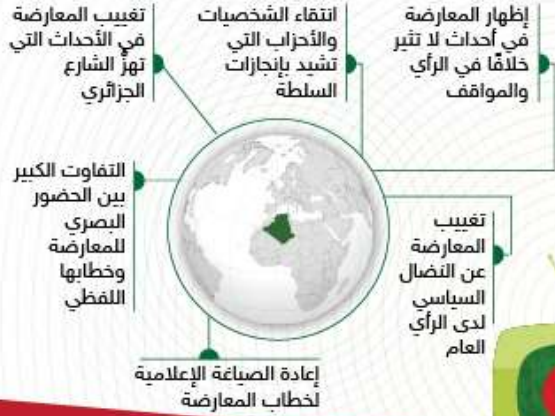 إظهار المعارضة
في أحداث لا تثير
خلافًا في الرأي
والمواقف
انتقاء الشخصيات
والأحزاب التي
تشيد بإنجازات
السلطة
تغييب المعارضة
في الأحداث التي
تهزُّ الشارع
الجزائري
تغييب
المعارضة
عن النضال
السياسي
لدى الرأي
العام
التفاوت الكبير
بين الحضور
البصري
للمعارضة
وخطابها
اللفظي
إعادة الصياغة الإعلامية
لخطاب المعارضة